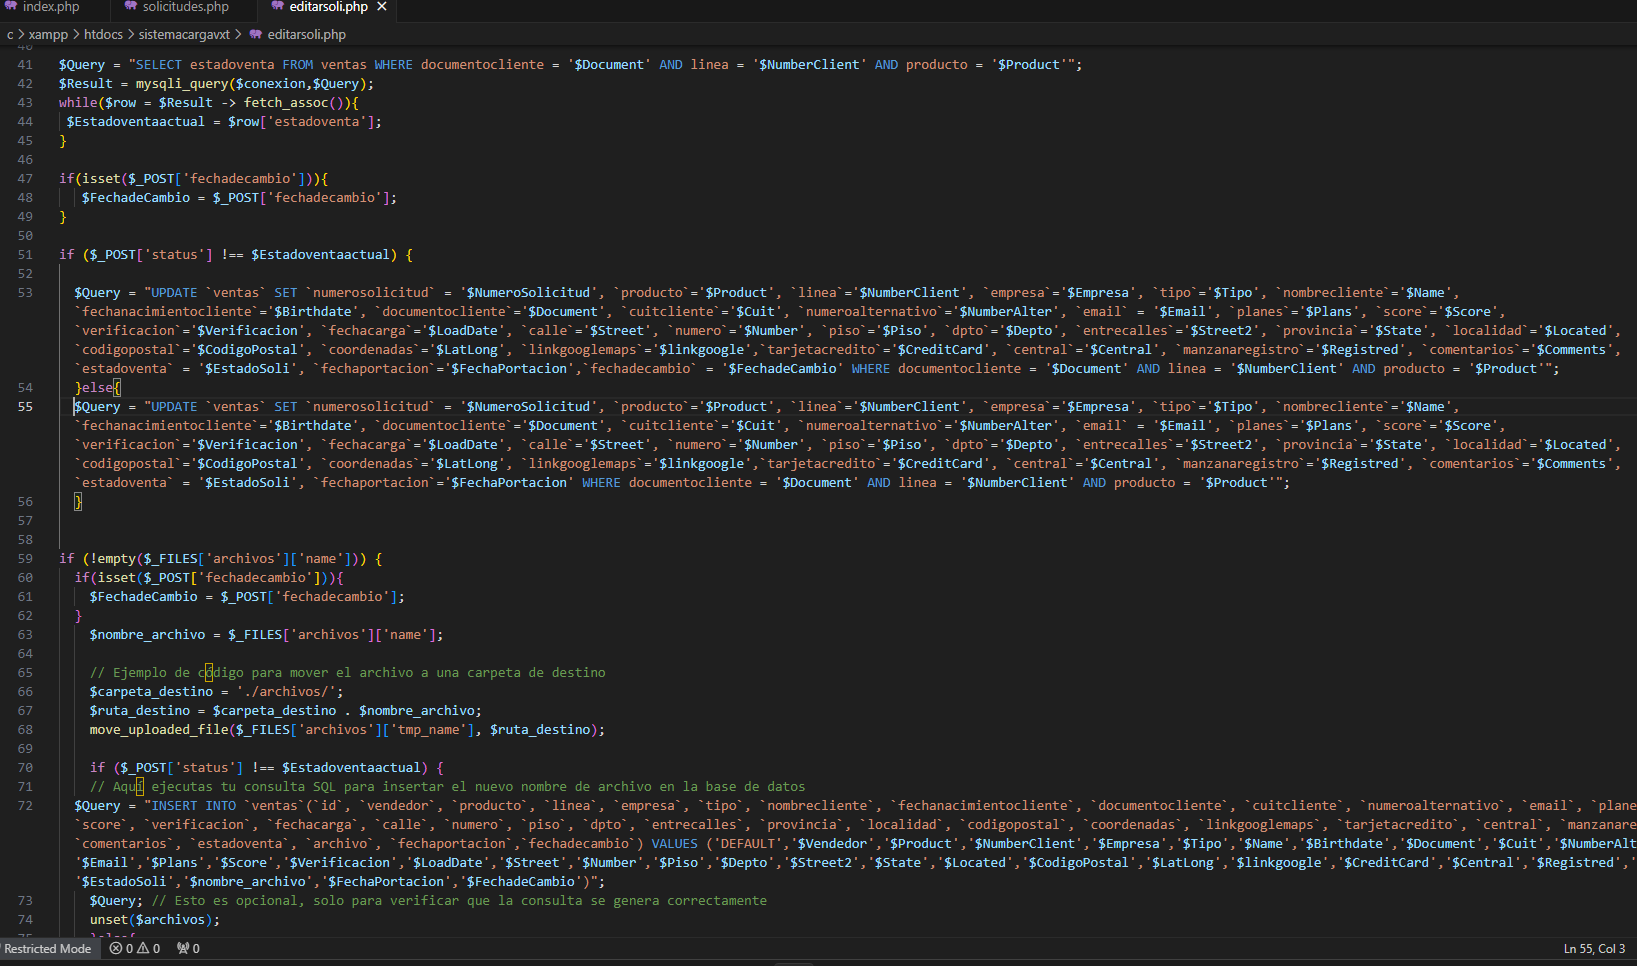 index.php solicitudes.php editarsoli.php
c > xampp > htdocs > sistemacargavxt > editarsoli.php
40
41 $Query = "SELECT estadoventa FROM ventas WHERE documentocliente = '$Document' AND linea = '$NumberClient' AND producto = '$Product'";
42 $Result = mysqli_query($conexion,$Query);
43 while($row = $Result -> fetch_assoc()){
44 $Estadoventaactual = $row['estadoventa'];
45 }
46
47 if(isset($_POST['fechadecambio'])){
48 $FechadeCambio = $_POST['fechadecambio'];
49 }
50
51 if ($_POST['status'] !== $Estadoventaactual) {
52
53 $Query = "UPDATE `ventas` SET `numerosolicitud` = '$NumeroSolicitud', `producto`='$Product', `linea`='$NumberClient', `empresa`='$Empresa', `tipo`='$Tipo', `nombrecliente`='$Name',
`fechanacimientocliente`='$Birthdate', `documentocliente`='$Document', `cuitcliente`='$Cuit', `numeroalternativo`='$NumberAlter', `email` = '$Email', `planes`='$Plans', `score`='$Score',
`verificacion`='$Verificacion', `fechacarga`='$LoadDate', `calle`='$Street', `numero`='$Number', `piso`='$Piso', `dpto`='$Depto', `entrecalles`='$Street2', `provincia`='$State', `localidad`='$Located',
`codigopostal`='$CodigoPostal', `coordenadas`='$LatLong', `linkgooglemaps`='$linkgoogle',`tarjetacredito`='$CreditCard', `central`='$Central', `manzanaregistro`='$Registred', `comentarios`='$Comments',
`estadoventa` = '$EstadoSoli', `fechaportacion`='$FechaPortacion',`fechadecambio` = '$FechadeCambio' WHERE documentocliente = '$Document' AND linea = '$NumberClient' AND producto = '$Product'";
54 }else{
55 $Query = "UPDATE `ventas` SET `numerosolicitud` = '$NumeroSolicitud', `producto`='$Product', `linea`='$NumberClient', `empresa`='$Empresa', `tipo`='$Tipo', `nombrecliente`='$Name',
`fechanacimientocliente`='$Birthdate', `documentocliente`='$Document', `cuitcliente`='$Cuit', `numeroalternativo`='$NumberAlter', `email` = '$Email', `planes`='$Plans', `score`='$Score',
`verificacion`='$Verificacion', `fechacarga`='$LoadDate', `calle`='$Street', `numero`='$Number', `piso`='$Piso', `dpto`='$Depto', `entrecalles`='$Street2', `provincia`='$State', `localidad`='$Located',
`codigopostal`='$CodigoPostal', `coordenadas`='$LatLong', `linkgooglemaps`='$linkgoogle',`tarjetacredito`='$CreditCard', `central`='$Central', `manzanaregistro`='$Registred', `comentarios`='$Comments',
`estadoventa` = '$EstadoSoli', `fechaportacion`='$FechaPortacion' WHERE documentocliente = '$Document' AND linea = '$NumberClient' AND producto = '$Product'";
56 }
57
58
59 if (!empty($_FILES['archivos']['name'])) {
60 if(isset($_POST['fechadecambio'])){
61 $FechadeCambio = $_POST['fechadecambio'];
62 }
63 $nombre_archivo = $_FILES['archivos']['name'];
64
65 // Ejemplo de código para mover el archivo a una carpeta de destino
66 $carpeta_destino = './archivos/';
67 $ruta_destino = $carpeta_destino . $nombre_archivo;
68 move_uploaded_file($_FILES['archivos']['tmp_name'], $ruta_destino);
69
70 if ($_POST['status'] !== $Estadoventaactual) {
71 // Aquí ejecutas tu consulta SQL para insertar el nuevo nombre de archivo en la base de datos
72 $Query = "INSERT INTO `ventas`(`id`, `vendedor`, `producto`, `linea`, `empresa`, `tipo`, `nombrecliente`, `fechanacimientocliente`, `documentocliente`, `cuitcliente`, `numeroalternativo`, `email`, `plane
`score`, `verificacion`, `fechacarga`, `calle`, `numero`, `piso`, `dpto`, `entrecalles`, `provincia`, `localidad`, `codigopostal`, `coordenadas`, `linkgooglemaps`, `tarjetacredito`, `central`, `manzanare
`comentarios`, `estadoventa`, `archivo`, `fechaportacion`,`fechadecambio`) VALUES ('DEFAULT','$Vendedor','$Product','$NumberClient','$Empresa','$Tipo','$Name','$Birthdate','$Document','$Cuit','$NumberAlt
'$Email','$Plans','$Score','$Verificacion','$LoadDate','$Street','$Number','$Piso','$Depto','$Street2','$State','$Located','$CodigoPostal','$LatLong','$linkgoogle','$CreditCard','$Central','$Registred','
'$EstadoSoli','$nombre_archivo','$FechaPortacion','$FechadeCambio')";
73 $Query; // Esto es opcional, solo para verificar que la consulta se genera correctamente
74 unset($archivos);
75 }else{
Restricted Mode 0 0 0 Ln 55, Col 3